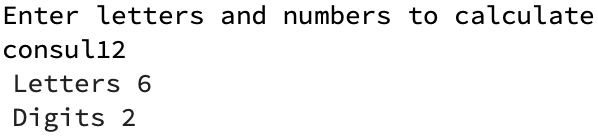 Enter letters and numbers to calculate
consul12
Letters 6
Digits 2